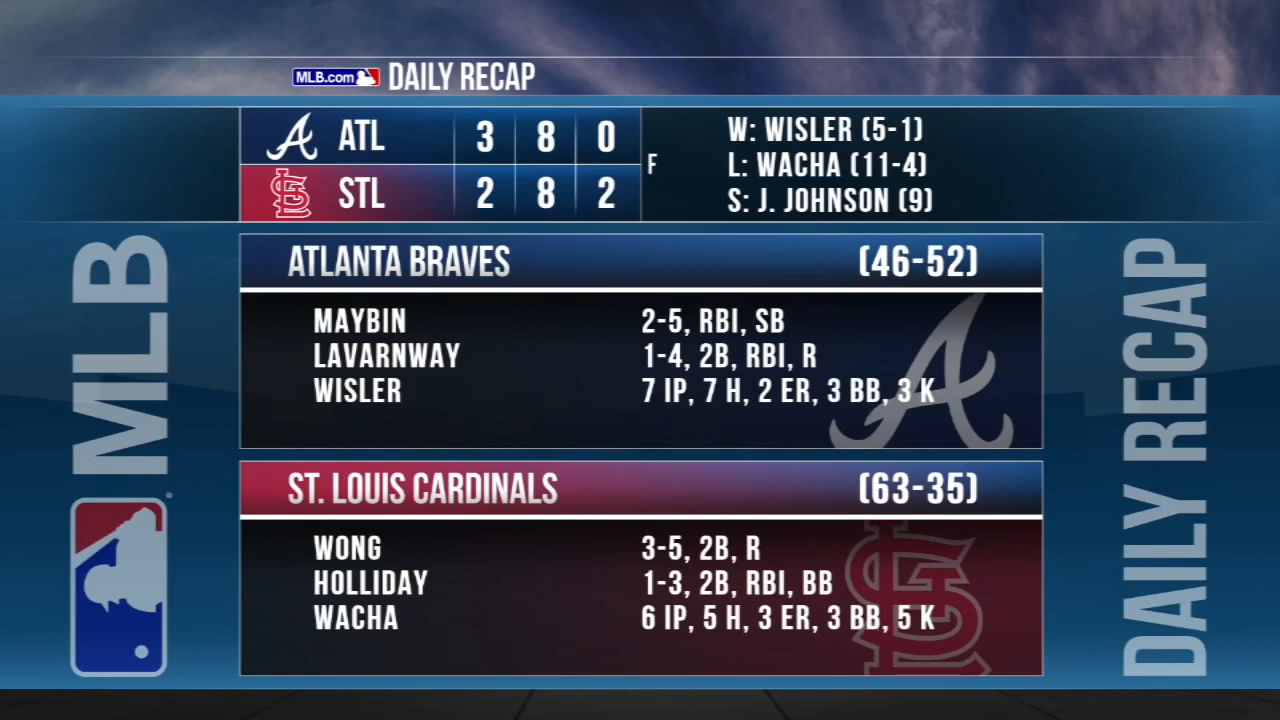 MLB.com DAILY RECAP
ATL 3 8 0
STL 2 8 2
F
W: WISLER (5-1)
L: WACHA (11-4)
S: J. JOHNSON (9)
MLB
ATLANTA BRAVES (46-52)
MAYBIN 2-5, RBI, SB
LAVARNWAY 1-4, 2B, RBI, R
WISLER 7 IP, 7 H, 2 ER, 3 BB, 3 K
ST. LOUIS CARDINALS (63-35)
WONG 3-5, 2B, R
HOLLIDAY 1-3, 2B, RBI, BB
WACHA 6 IP, 5 H, 3 ER, 3 BB, 5 K
DAILY RECAP